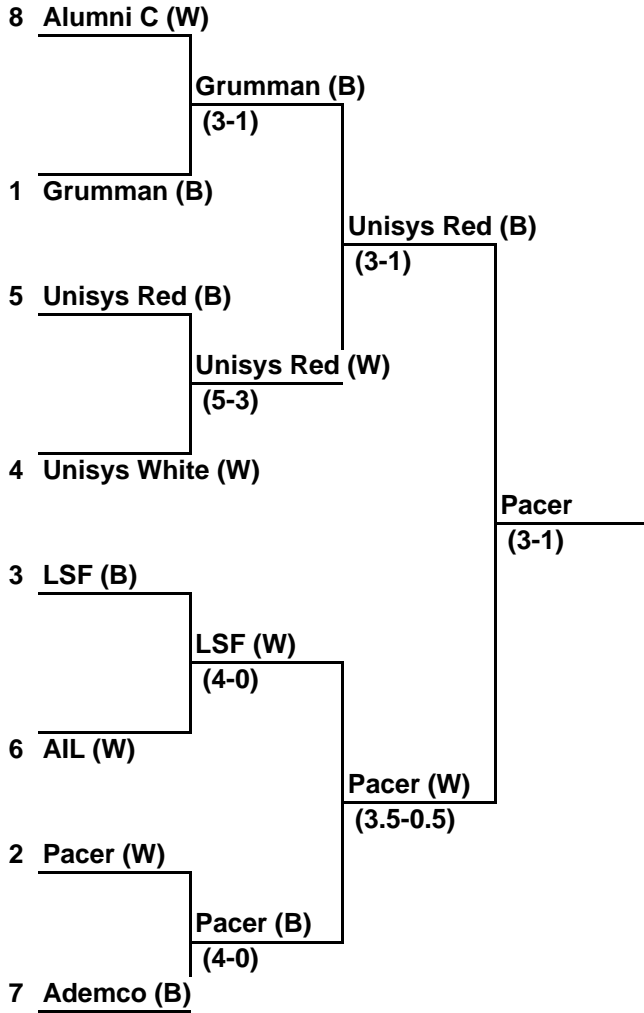 8 Alumni C (W)
Grumman (B)
(3-1)
1 Grumman (B)
Unisys Red (B)
(3-1)
5 Unisys Red (B)
Unisys Red (W)
(5-3)
4 Unisys White (W)
Pacer
(3-1)
3 LSF (B)
LSF (W)
(4-0)
6 AIL (W)
Pacer (W)
(3.5-0.5)
2 Pacer (W)
Pacer (B)
(4-0)
7 Ademco (B)